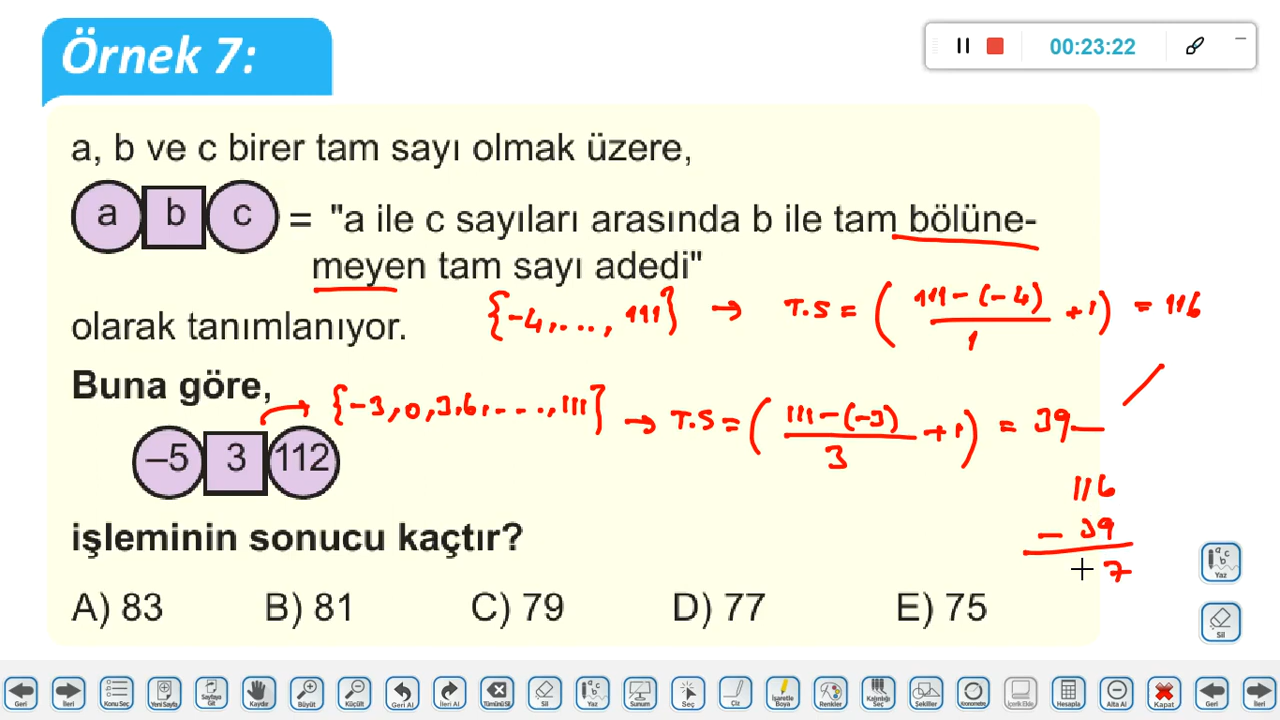 Örnek 7:
00:23:22
a, b ve c birer tam sayı olmak üzere,
a b c = "a ile c sayıları arasında b ile tam bölüne-
meyen tam sayı adedi"
{-4,..., 111} → T.S = (111-(-4)/1 +1) = 116
olarak tanımlanıyor.
Buna göre,
{-3,0,3,6,....,111} → T.S = (111-(-3)/3 +1) = 39
-5 3 112
116
- 39
7
işleminin sonucu kaçtır?
A) 83 B) 81 C) 79 D) 77 E) 75
Yaz
Sil
Geri İleri Konu Seç Yeni Sayfa Sayfaya Git Kaydır Büyüt Küçült Geri Al İleri Al Tümünü Sil Sil Yaz Sunum Seç Çiz İşaretle Boya Renkler Kalınlığı Seç Şekiller Kronometre İçerik Ekle Hesapla Alta Al Kapat Geri İleri